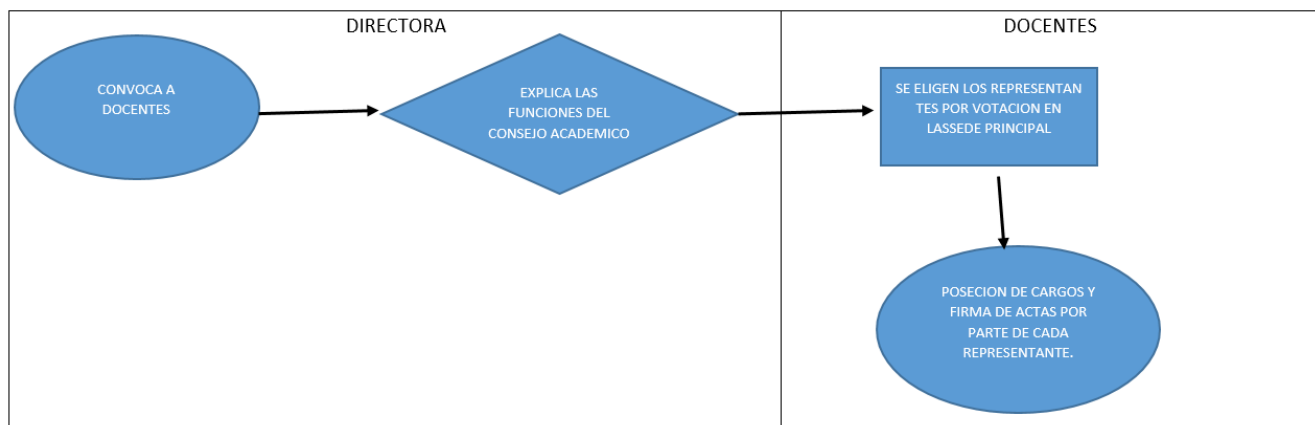 DIRECTORA
CONVOCA A
DOCENTES
EXPLICA LAS
FUNCIONES DEL
CONSEJO ACADEMICO
DOCENTES
SE ELIGEN LOS REPRESENTAN
TES POR VOTACION EN
LASSEDE PRINCIPAL
POSECION DE CARGOS Y
FIRMA DE ACTAS POR
PARTE DE CADA
REPRESENTANTE.